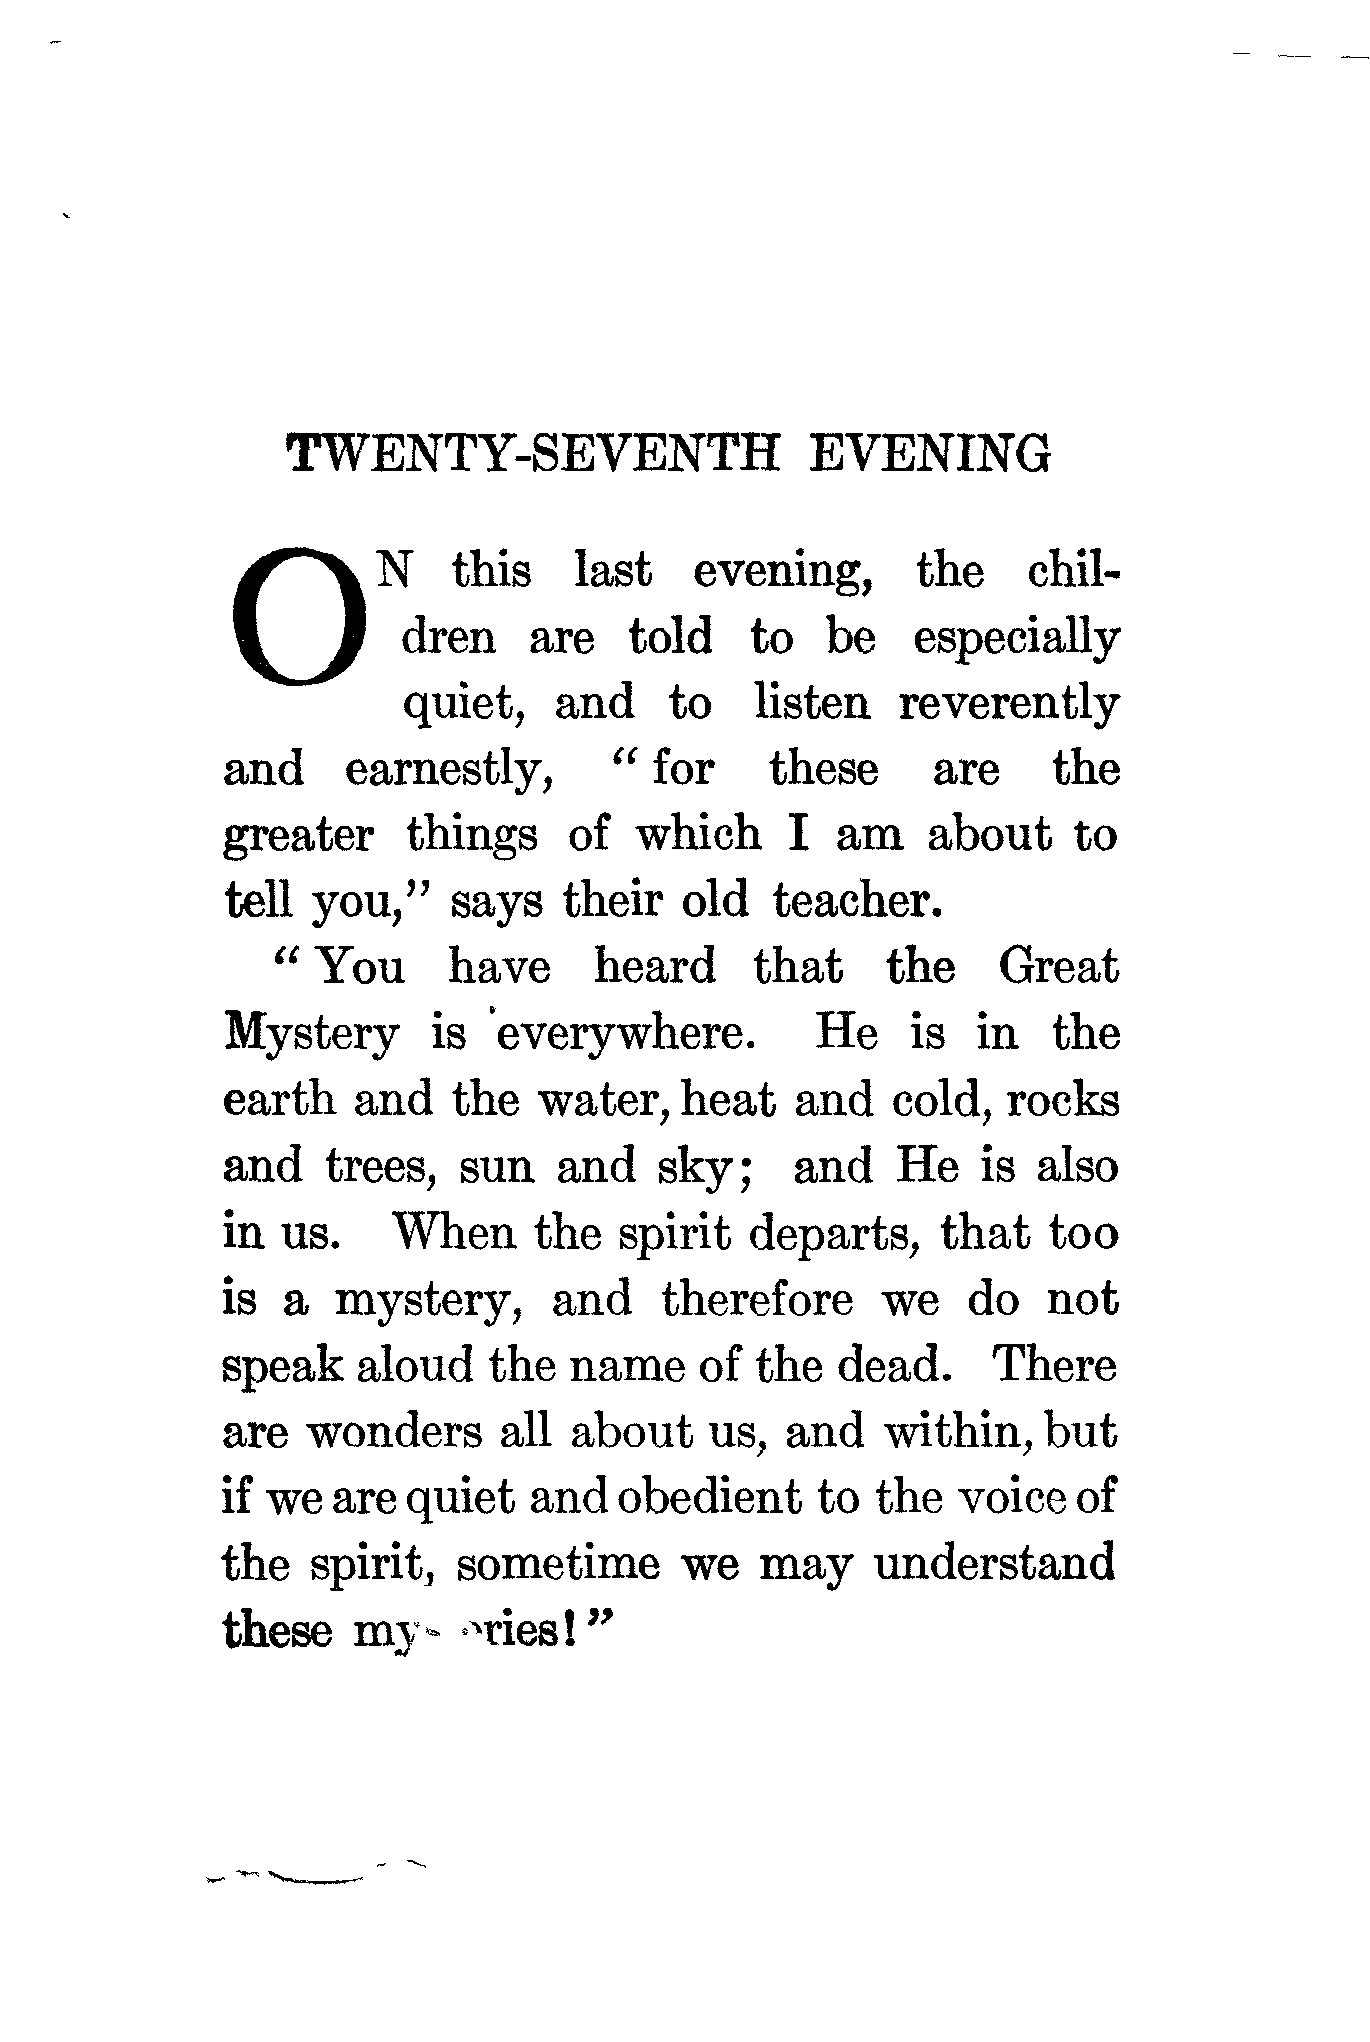 TWENTY-SEVENTH EVENING
ON this last evening, the chil-
dren are told to be especially
quiet, and to listen reverently
and earnestly, “ for these are the
greater things of which I am about to
tell you,” says their old teacher.
“ You have heard that the Great
Mystery is everywhere. He is in the
earth and the water, heat and cold, rocks
and trees, sun and sky; and He is also
in us. When the spirit departs, that too
is a mystery, and therefore we do not
speak aloud the name of the dead. There
are wonders all about us, and within, but
if we are quiet and obedient to the voice of
the spirit, sometime we may understand
these